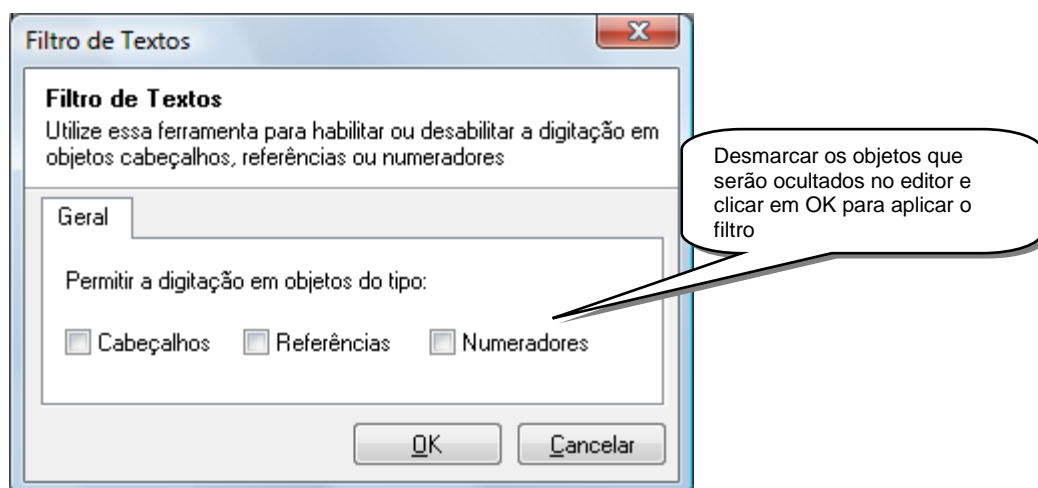 Filtro de Textos
Filtro de Textos
Utilize essa ferramenta para habilitar ou desabilitar a digitação em
objetos cabeçalhos, referências ou numeradores
Desmarcar os objetos que
serão ocultados no editor e
clicar em OK para aplicar o
filtro
Geral
Permitir a digitação em objetos do tipo:
Cabeçalhos Referências Numeradores
OK Cancelar